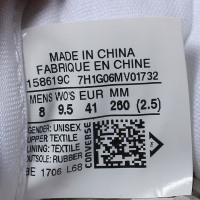 MADE IN CHINA
FABRIQUE EN CHINE
158619C 7H1G06MV01732
MENS WO'S EUR MM
8 9.5 41 260 (2.5)
GENDER: UNISEX
UPPER: TEXTILE
LINING: TEXTILE
OUTSOLE: RUBBER
BE 1706 L68
CONVERSE